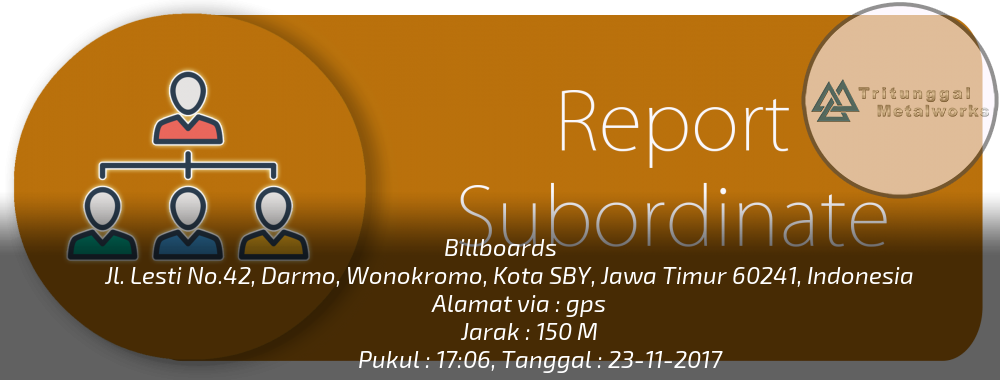 Tritunggal
Metalworks
Report
Subordinate
Billboards
Jl. Lesti No.42, Darmo, Wonokromo, Kota SBY, Jawa Timur 60241, Indonesia
Alamat via : gps
Jarak : 150 M
Pukul : 17:06, Tanggal : 23-11-2017